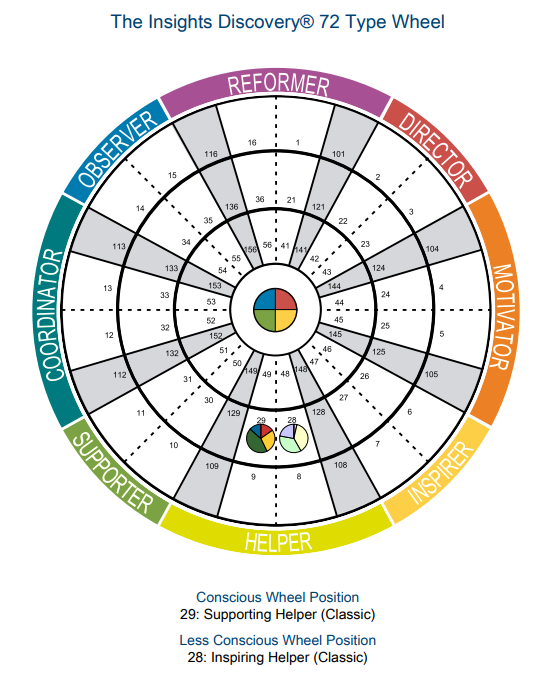 The Insights Discovery® 72 Type Wheel
REFORMER
OBSERVER
DIRECTOR
116 16 1 101
15 2
136 36 21 121
14 35 22 3
156 56 41 141
113 34 55 42 23 104
133 54 43 124
153 144
13 33 53 44 24 4
12 32 52 45 25 5
152 145
132 51 46 125
112 31 50 47 26 105
149 49 48 148
11 30 27 6
129 29 28 128
10 7
109 9 8 108
COORDINATOR
MOTIVATOR
SUPPORTER
INSPIRER
HELPER
Conscious Wheel Position
29: Supporting Helper (Classic)
Less Conscious Wheel Position
28: Inspiring Helper (Classic)